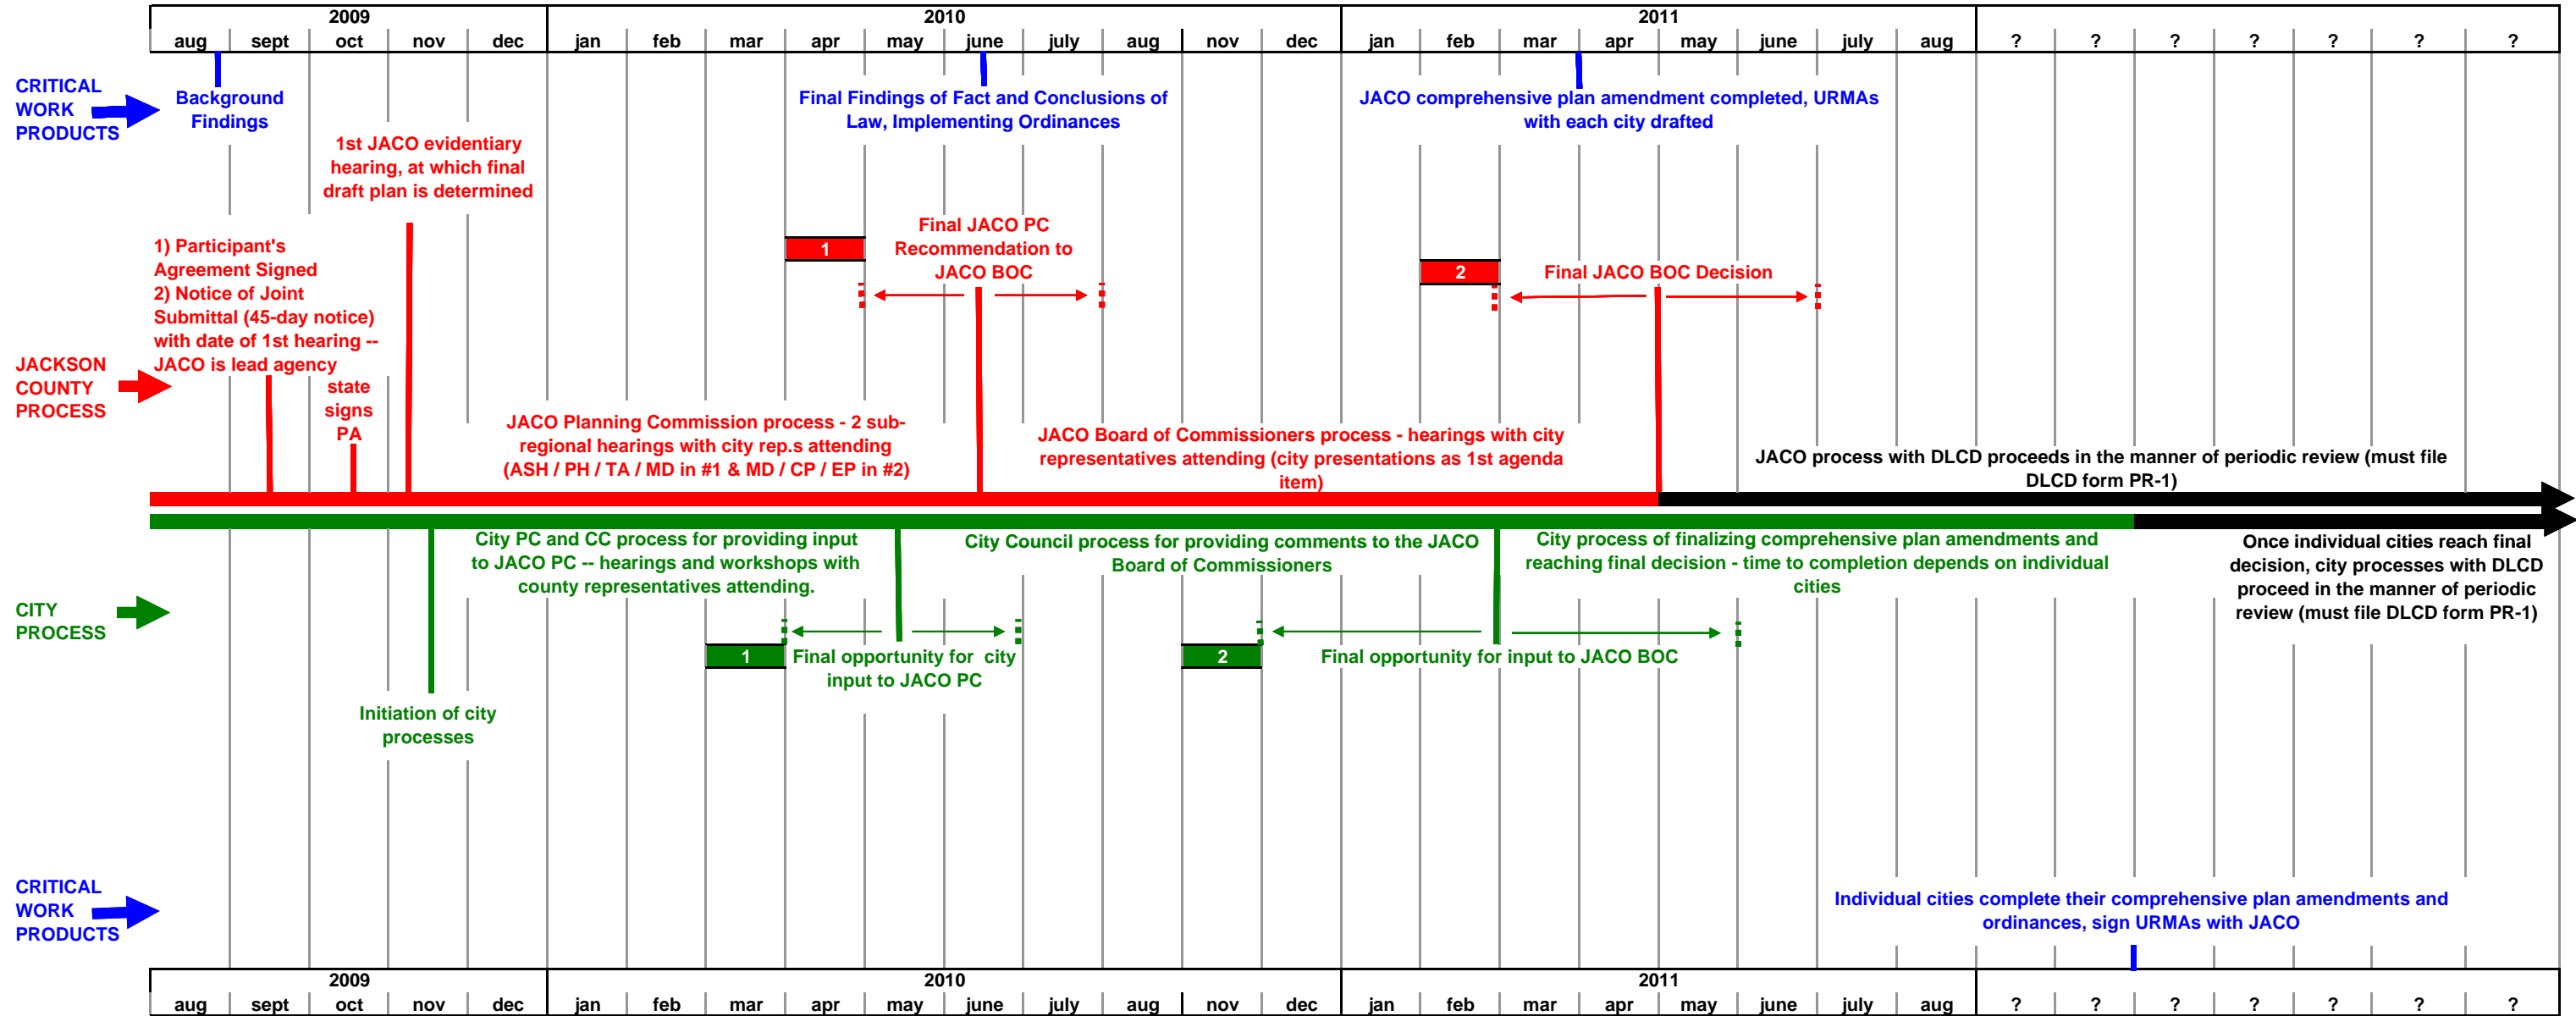 2009 2010 2011
aug sept oct nov dec jan feb mar apr may june july aug nov dec jan feb mar apr may june july aug ? ? ? ? ? ? ?
CRITICAL
WORK
PRODUCTS
Background
Findings
Final Findings of Fact and Conclusions of
Law, Implementing Ordinances
JACO comprehensive plan amendment completed, URMAs
with each city drafted
1st JACO evidentiary
hearing, at which final
draft plan is determined
1) Participant's
Agreement Signed
2) Notice of Joint
Submittal (45-day notice)
with date of 1st hearing --
JACO is lead agency
1
Final JACO PC
Recommendation to
JACO BOC
2
Final JACO BOC Decision
JACKSON
COUNTY
PROCESS
state
signs
PA
JACO Planning Commission process - 2 sub-
regional hearings with city rep.s attending
(ASH / PH / TA / MD in #1 & MD / CP / EP in #2)
JACO Board of Commissioners process - hearings with city
representatives attending (city presentations as 1st agenda
item)
JACO process with DLCD proceeds in the manner of periodic review (must file
DLCD form PR-1)
City PC and CC process for providing input
to JACO PC -- hearings and workshops with
county representatives attending.
City Council process for providing comments to the JACO
Board of Commissioners
City process of finalizing comprehensive plan amendments and
reaching final decision - time to completion depends on individual
cities
Once individual cities reach final
decision, city processes with DLCD
proceed in the manner of periodic
review (must file DLCD form PR-1)
CITY
PROCESS
1
Final opportunity for city
input to JACO PC
2
Final opportunity for input to JACO BOC
Initiation of city
processes
CRITICAL
WORK
PRODUCTS
Individual cities complete their comprehensive plan amendments and
ordinances, sign URMAs with JACO
2009 2010 2011
aug sept oct nov dec jan feb mar apr may june july aug nov dec jan feb mar apr may june july aug ? ? ? ? ? ? ?